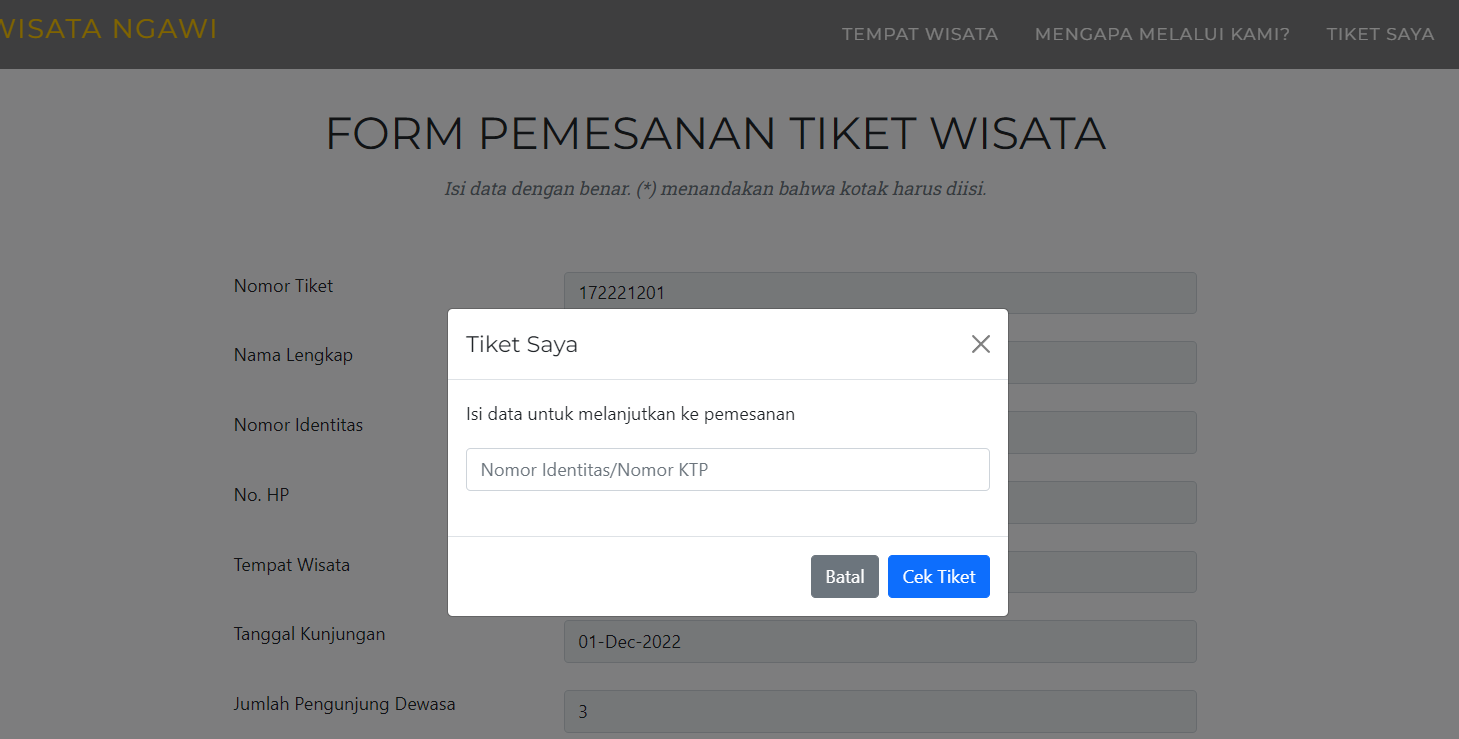 WISATA NGAWI
TEMPAT WISATA
MENGAPA MELALUI KAMI?
TIKET SAYA
FORM PEMESANAN TIKET WISATA
Isi data dengan benar. (*) menandakan bahwa kotak harus diisi.
Nomor Tiket
172221201
Nama Lengkap
Nomor Identitas
No. HP
Tempat Wisata
Tanggal Kunjungan
01-Dec-2022
Jumlah Pengunjung Dewasa
3
Tiket Saya
Isi data untuk melanjutkan ke pemesanan
Nomor Identitas/Nomor KTP
Batal
Cek Tiket